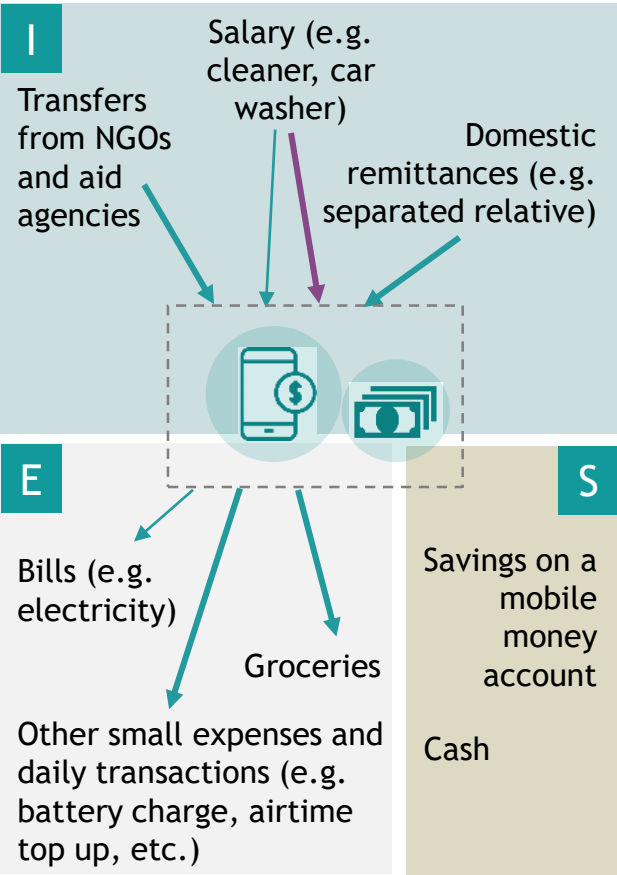 I
Salary (e.g.
cleaner, car
washer)
Transfers
from NGOs
and aid
agencies
Domestic
remittances (e.g.
separated relative)
$
E
S
Bills (e.g.
electricity)
Groceries
Other small expenses and
daily transactions (e.g.
battery charge, airtime
top up, etc.)
Savings on a
mobile
money
account
Cash